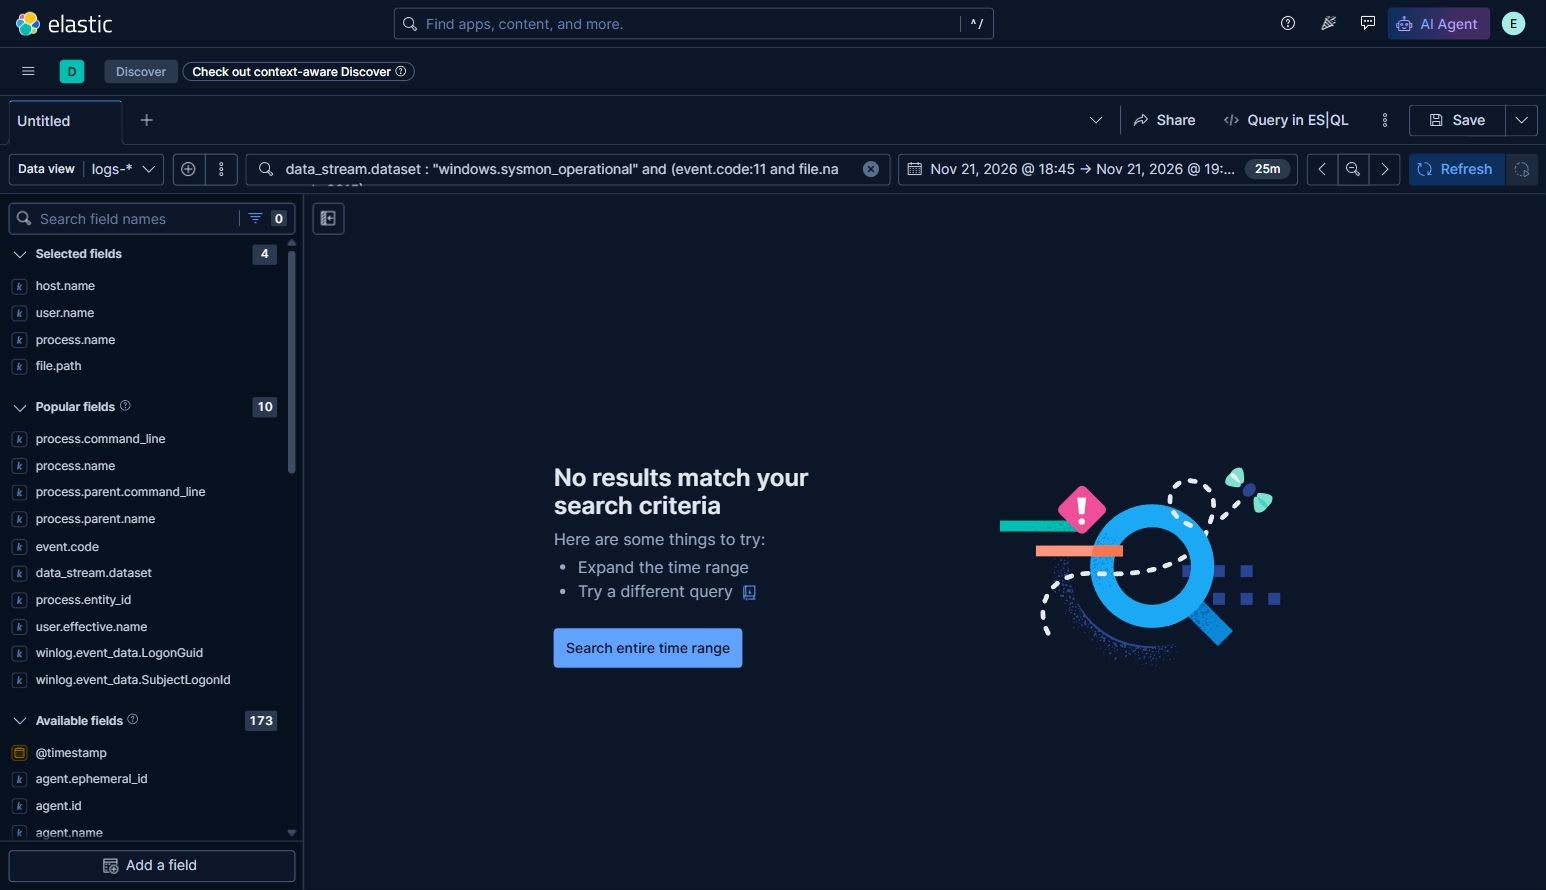 elastic
Find apps, content, and more.
^/
AI Agent
E
D
Discover
Check out context-aware Discover
Untitled
Share
Query in ES|QL
Save
Data view
logs-*
data_stream.dataset : "windows.sysmon_operational" and (event.code:11 and file.na
Nov 21, 2026 @ 18:45 → Nov 21, 2026 @ 19:...
25m
Refresh
Search field names
0
Selected fields
4
k host.name
k user.name
k process.name
k file.path
Popular fields
10
k process.command_line
k process.name
k process.parent.command_line
k process.parent.name
k event.code
k data_stream.dataset
k process.entity_id
k user.effective.name
k winlog.event_data.LogonGuid
k winlog.event_data.SubjectLogonId
Available fields
173
@timestamp
k agent.ephemeral_id
k agent.id
k agent.name
Add a field
No results match your
search criteria
Here are some things to try:
• Expand the time range
• Try a different query
Search entire time range